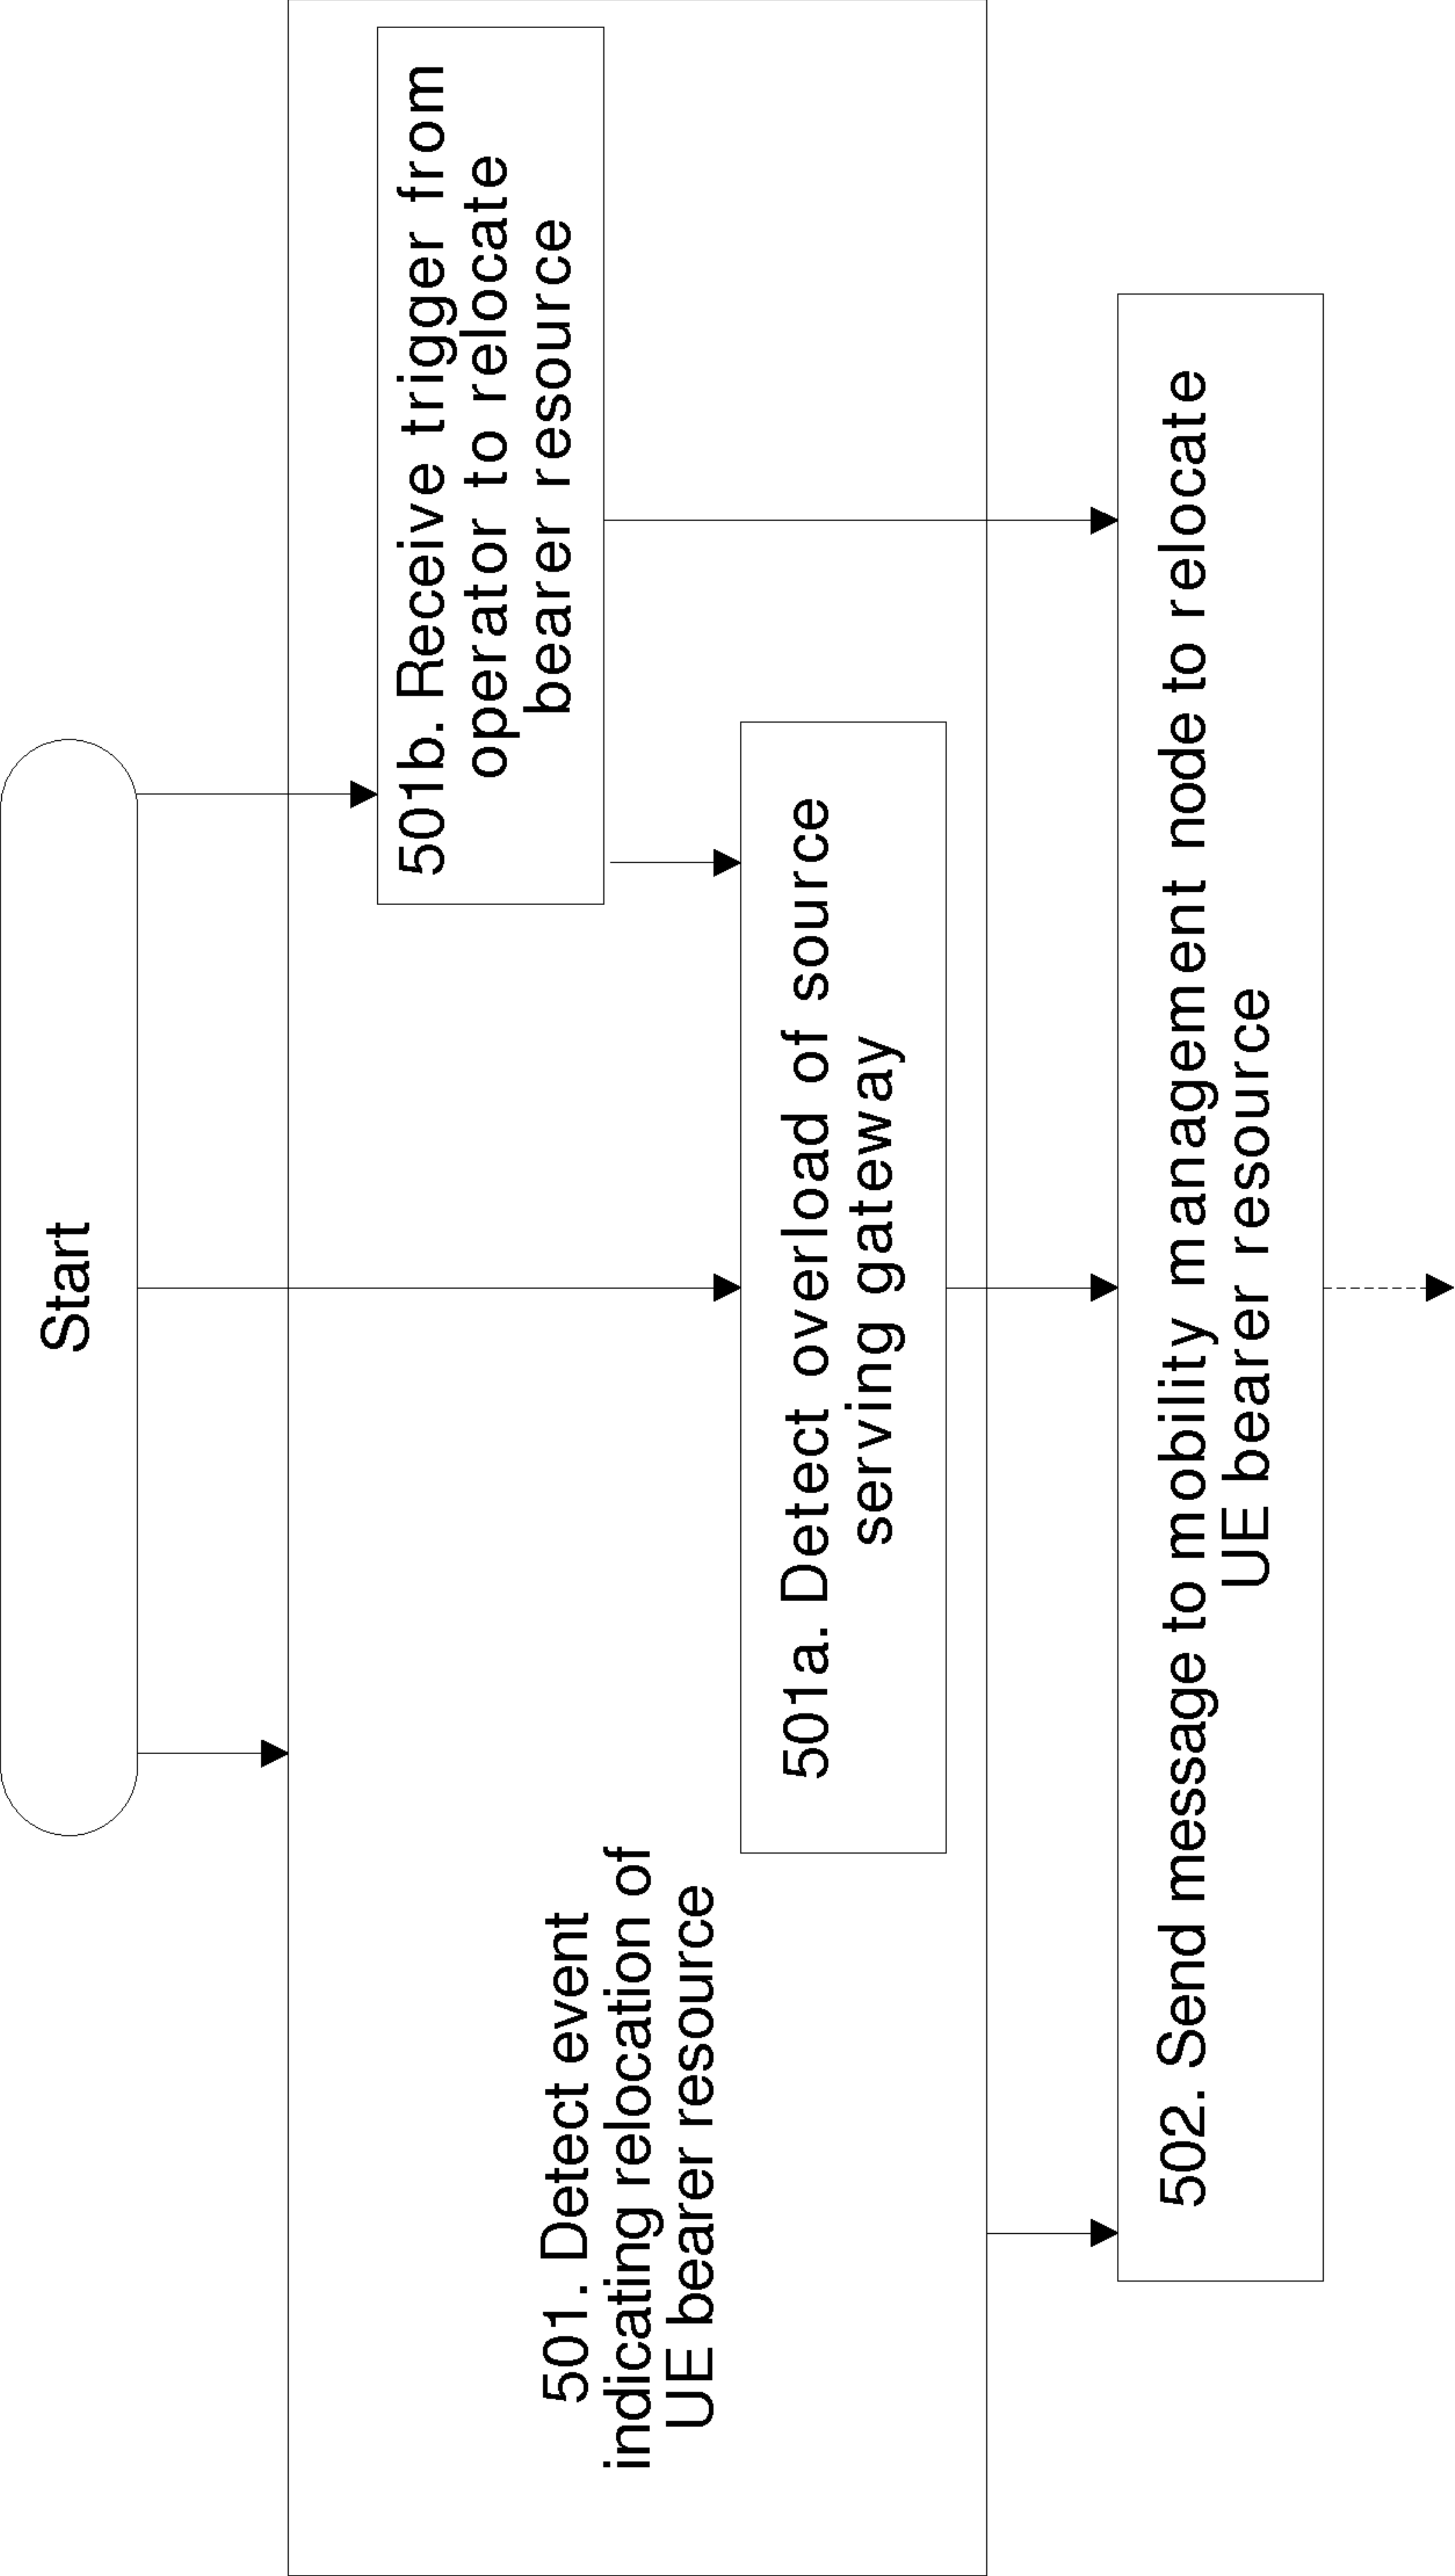 Start
501b. Receive trigger from
operator to relocate
bearer resource
501. Detect event
indicating relocation of
UE bearer resource
501a. Detect overload of source
serving gateway
502. Send message to mobility management node to relocate
UE bearer resource